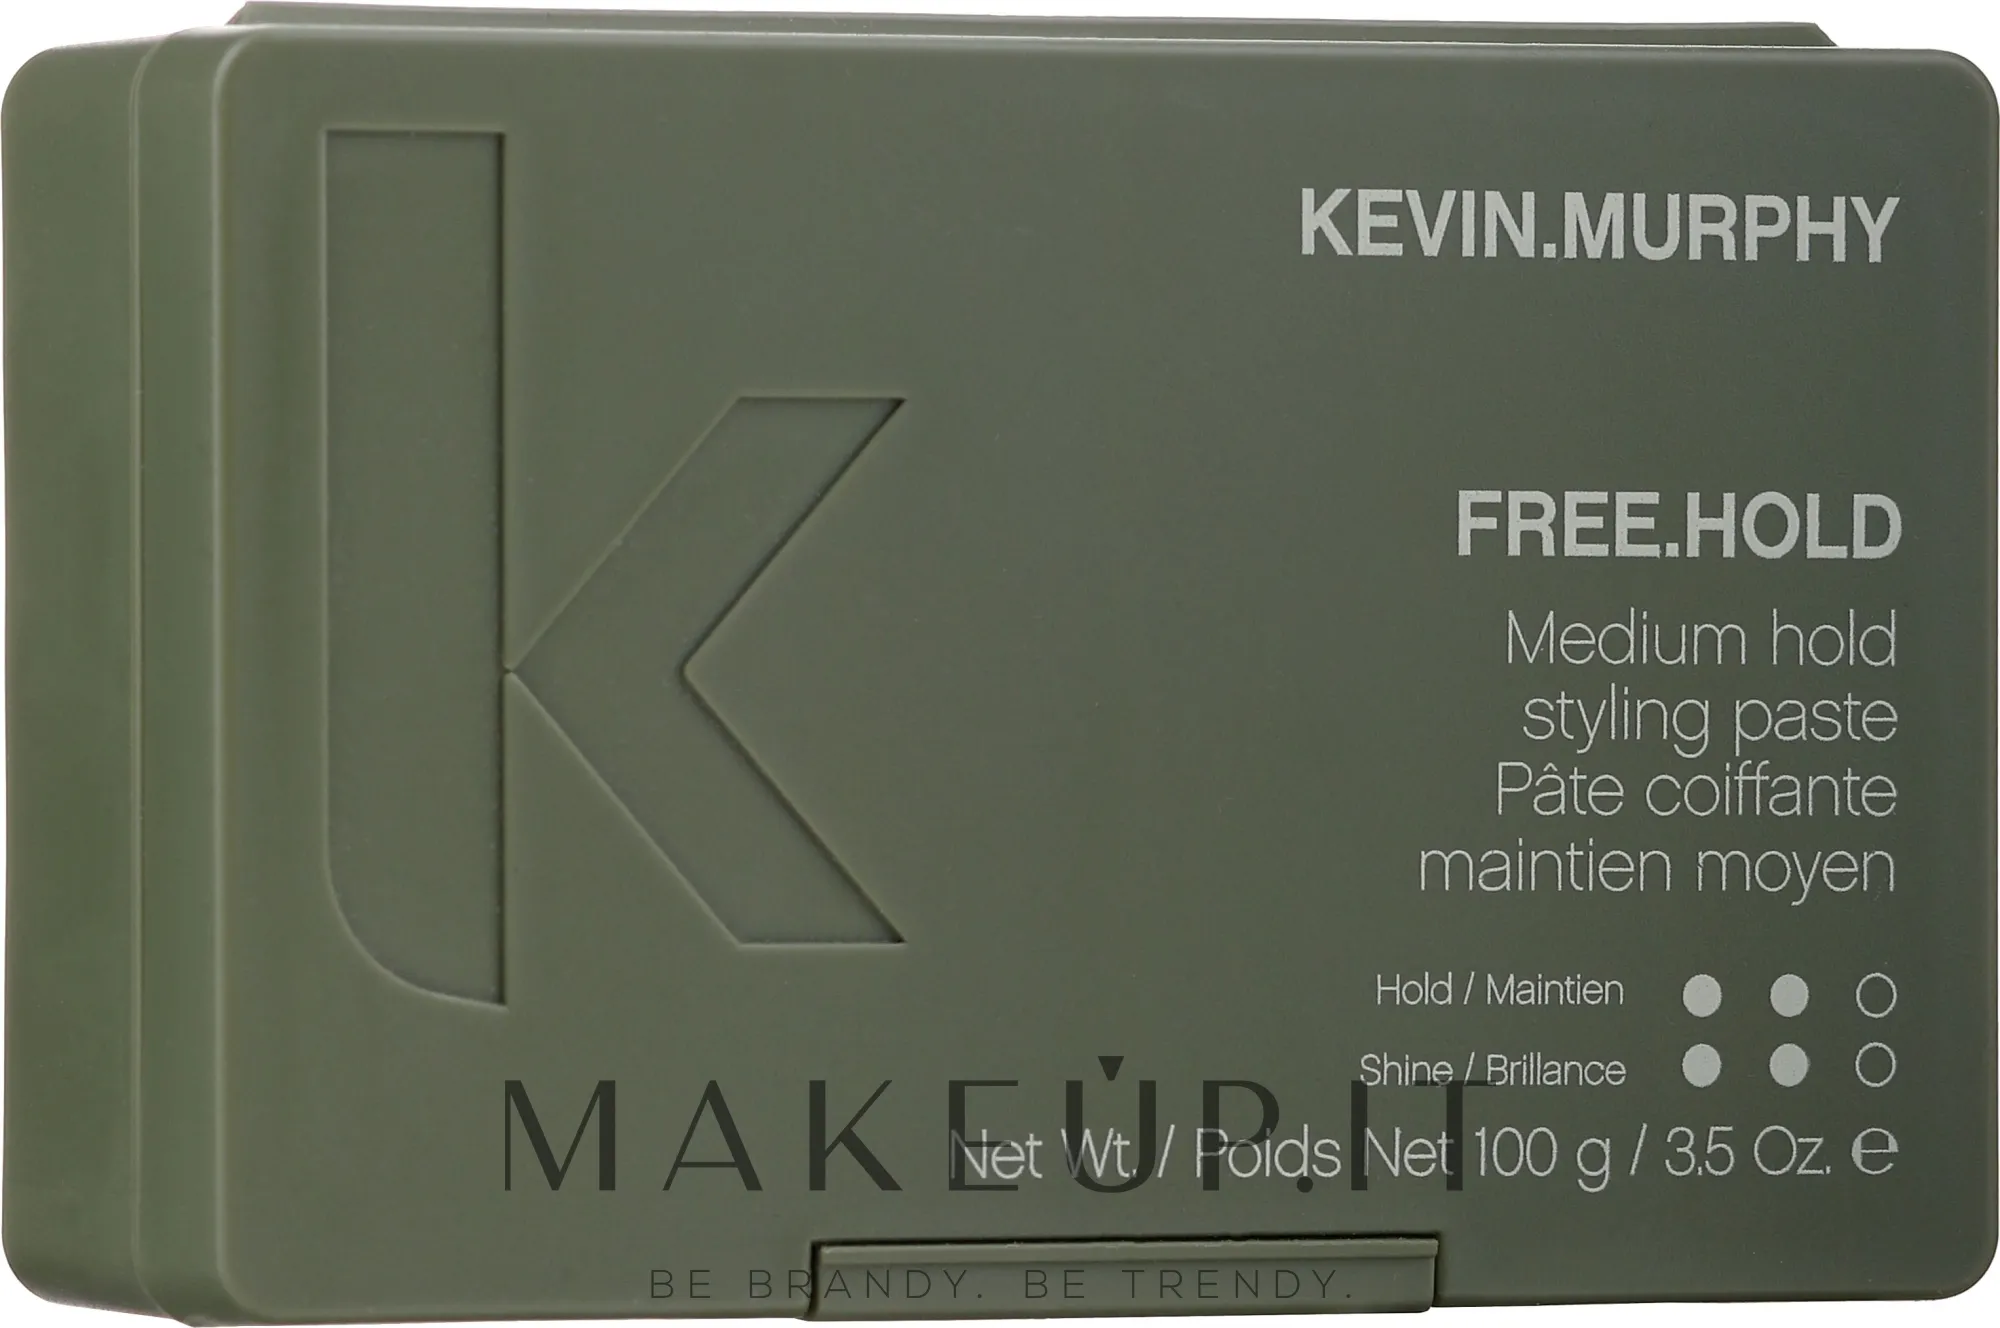 K
KEVIN.MURPHY
FREE.HOLD
Medium hold
styling paste
Pâte coiffante
maintien moyen
Hold / Maintien
Shine / Brillance
Net Wt. / Poids Net 100 g / 3.5 Oz. ℮
MAKEUP.IT
BE BRANDY. BE TRENDY.